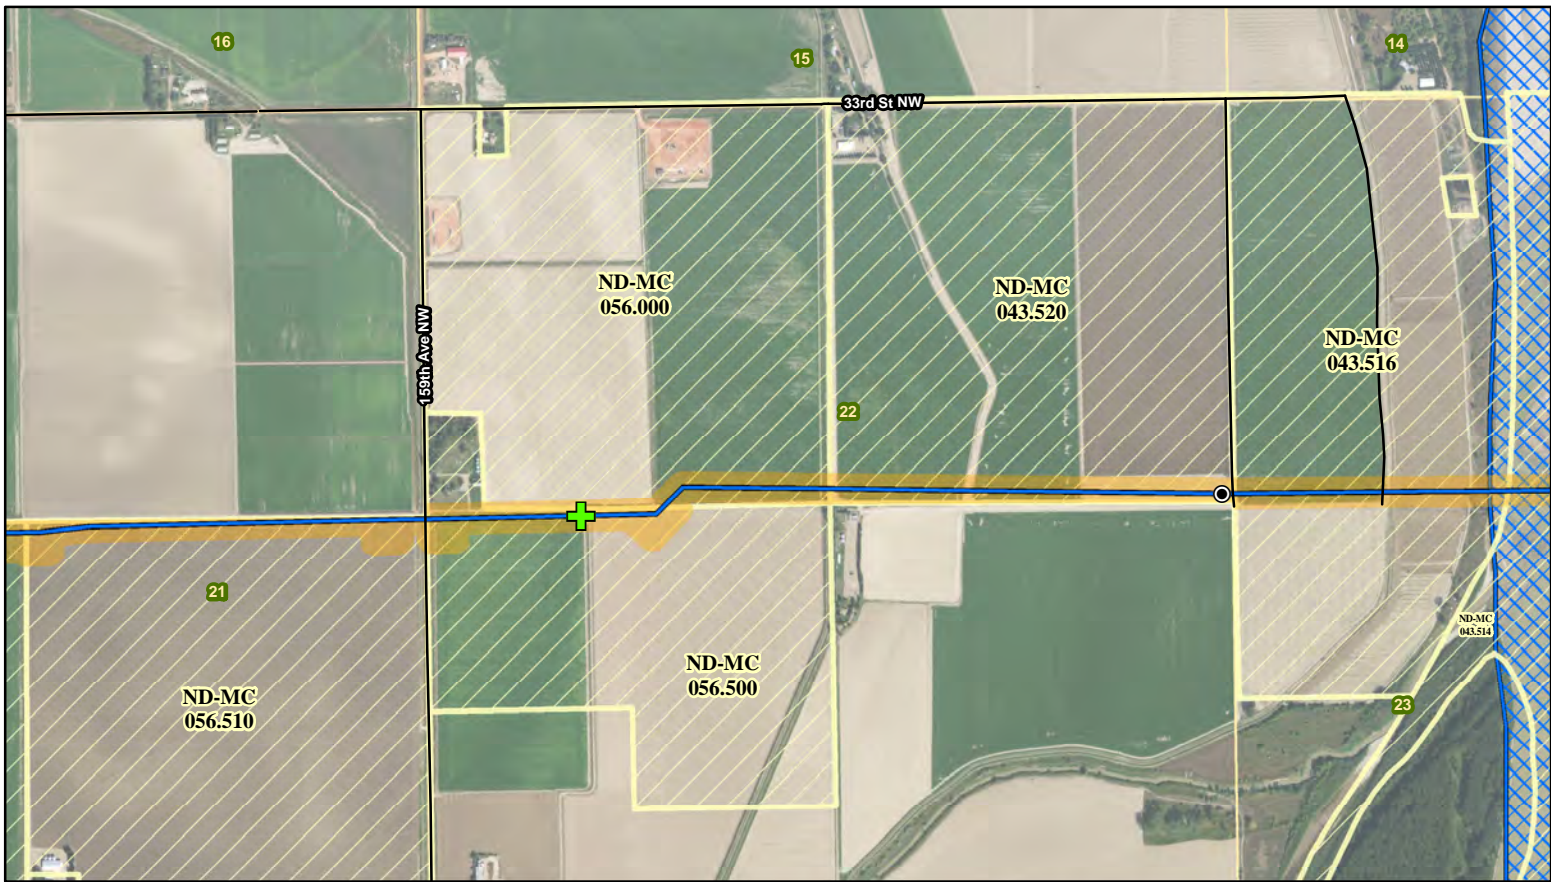 16
15
14
33rd St NW
ND-MC
056.000
ND-MC
043.520
159th Ave NW
ND-MC
043.516
22
21
ND-MC
043.514
ND-MC
056.500
ND-MC
056.510
23